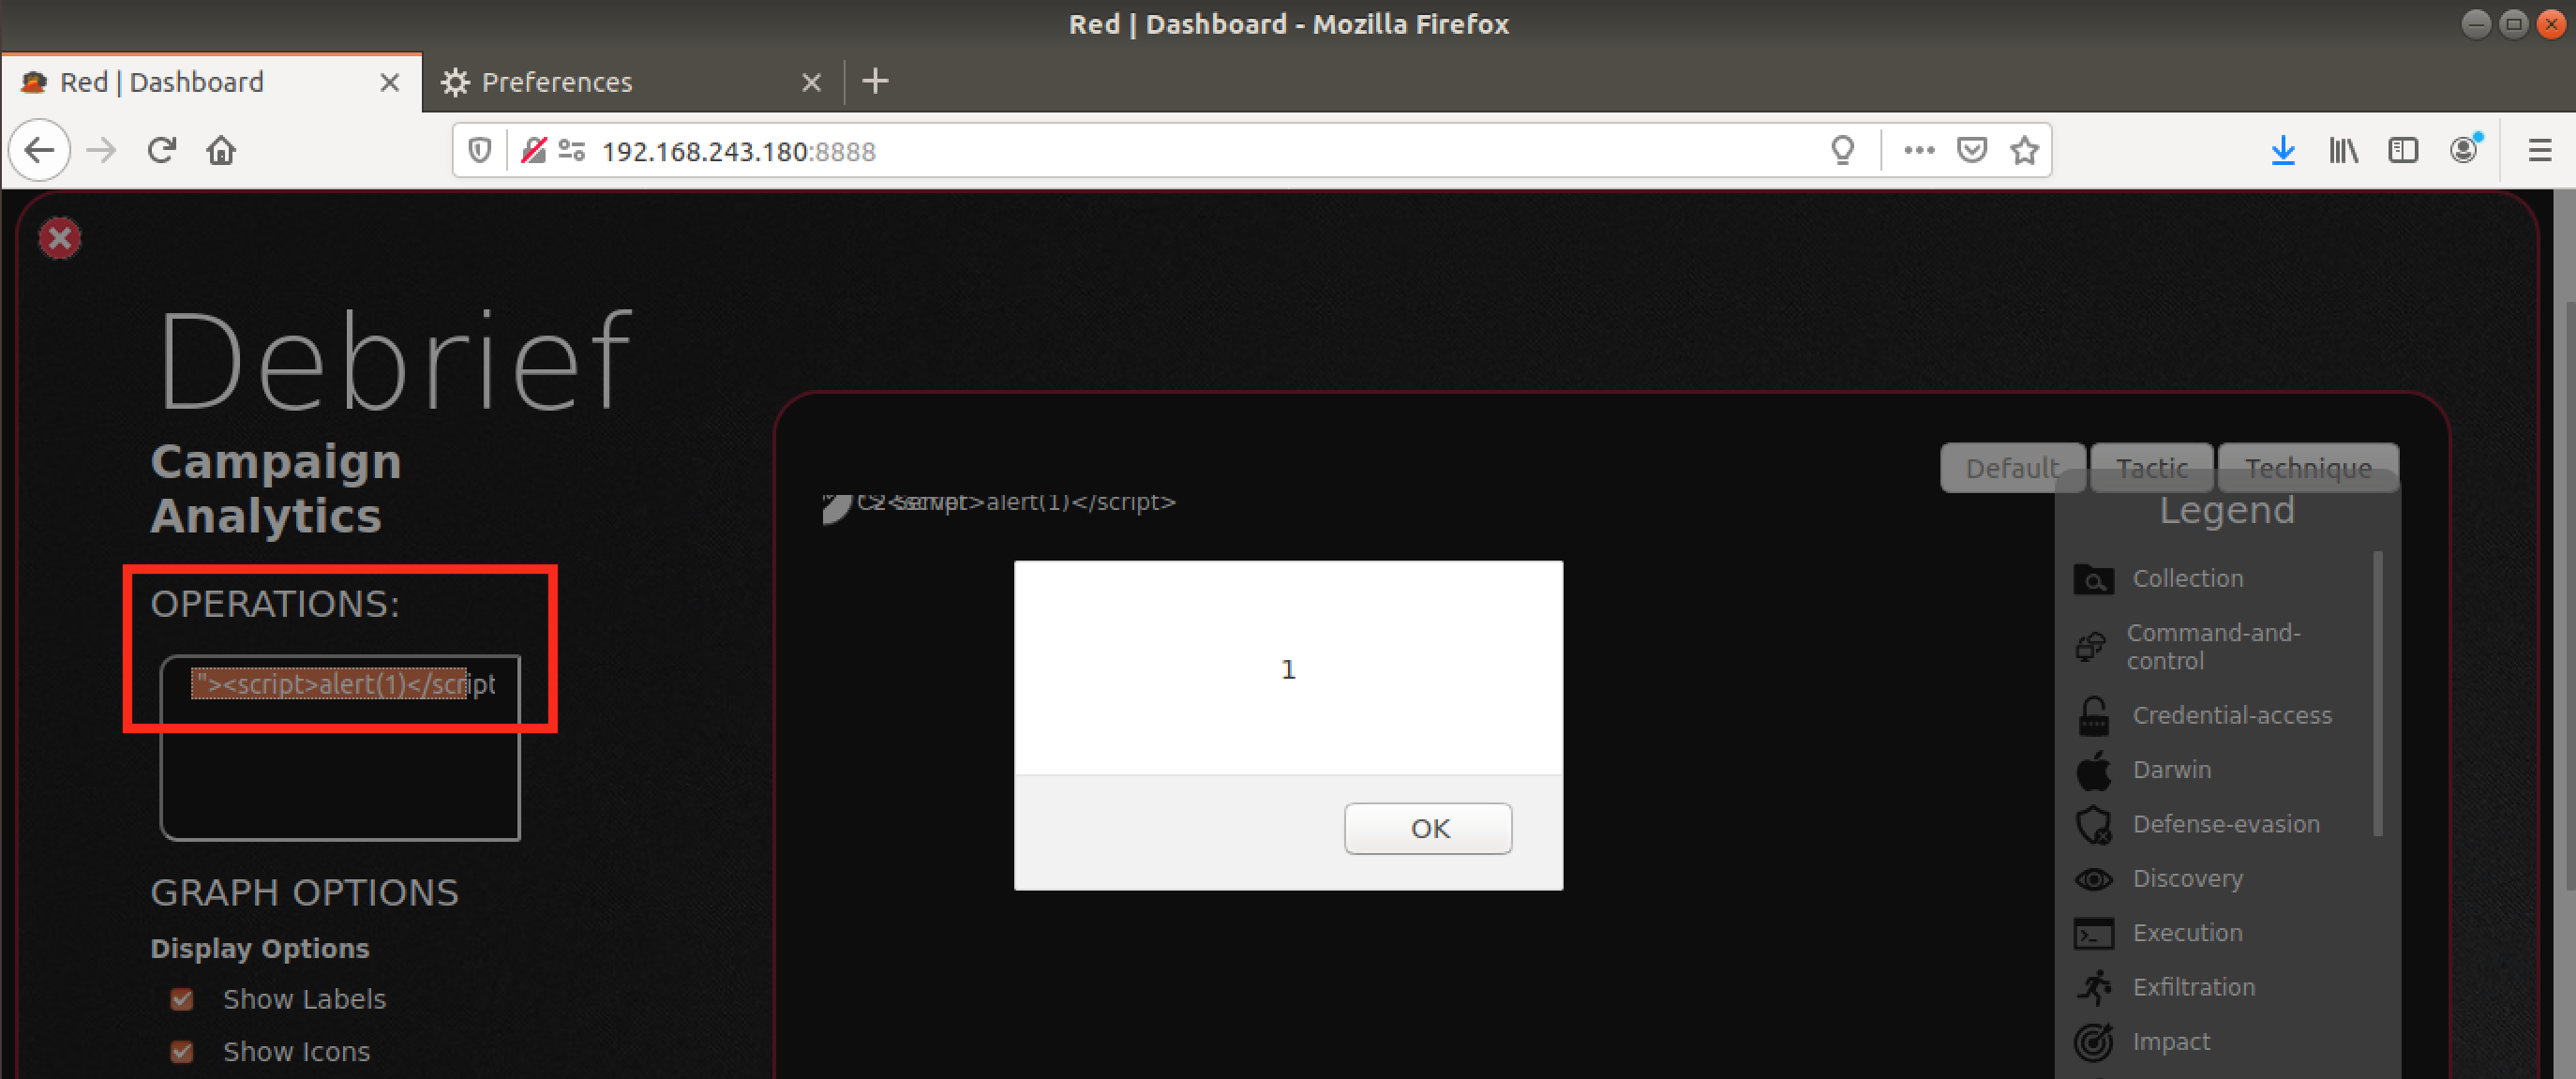 Red | Dashboard - Mozilla Firefox
Red | Dashboard
Preferences
192.168.243.180:8888
Debrief
Campaign
Analytics
OPERATIONS:
"><script>alert(1)</script
GRAPH OPTIONS
Display Options
Show Labels
Show Icons
Default
Tactic
Technique
"><script>alert(1)</script>
C2 Server
1
OK
Legend
Collection
Command-and-
control
Credential-access
Darwin
Defense-evasion
Discovery
Execution
Exfiltration
Impact